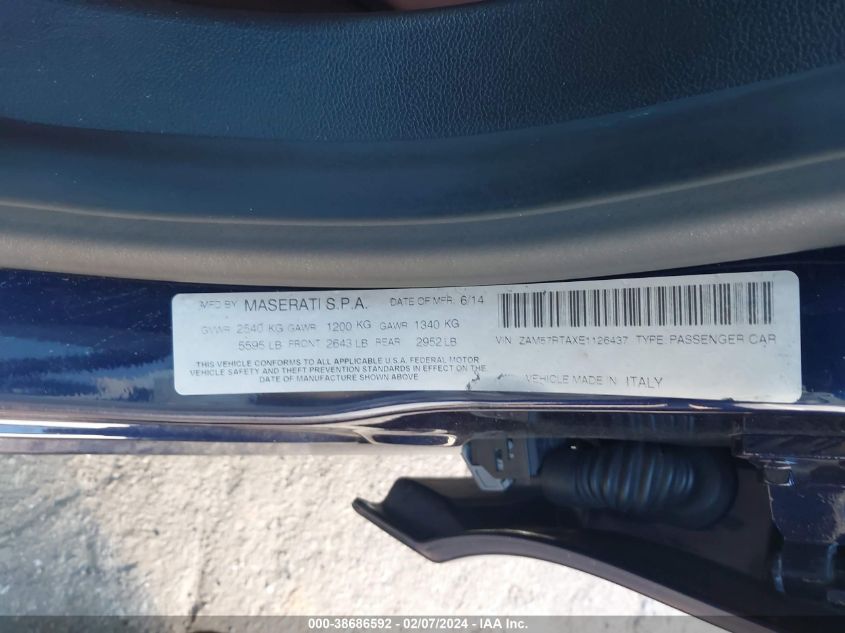 MFD BY MASERATI S.P.A. DATE OF MFR. 6/14
GVWR 2540 KG GAWR 1200 KG GAWR 1340 KG
5595 LB FRONT 2643 LB REAR 2952 LB
THIS VEHICLE CONFORMS TO ALL APPLICABLE U.S.A. FEDERAL MOTOR
VEHICLE SAFETY AND THEFT PREVENTION STANDARDS IN EFFECT ON THE
DATE OF MANUFACTURE SHOWN ABOVE
VIN: ZAM57RTAXE1126437 TYPE: PASSENGER CAR
VEHICLE MADE IN: ITALY
000-38686592 - 02/07/2024 - IAA Inc.